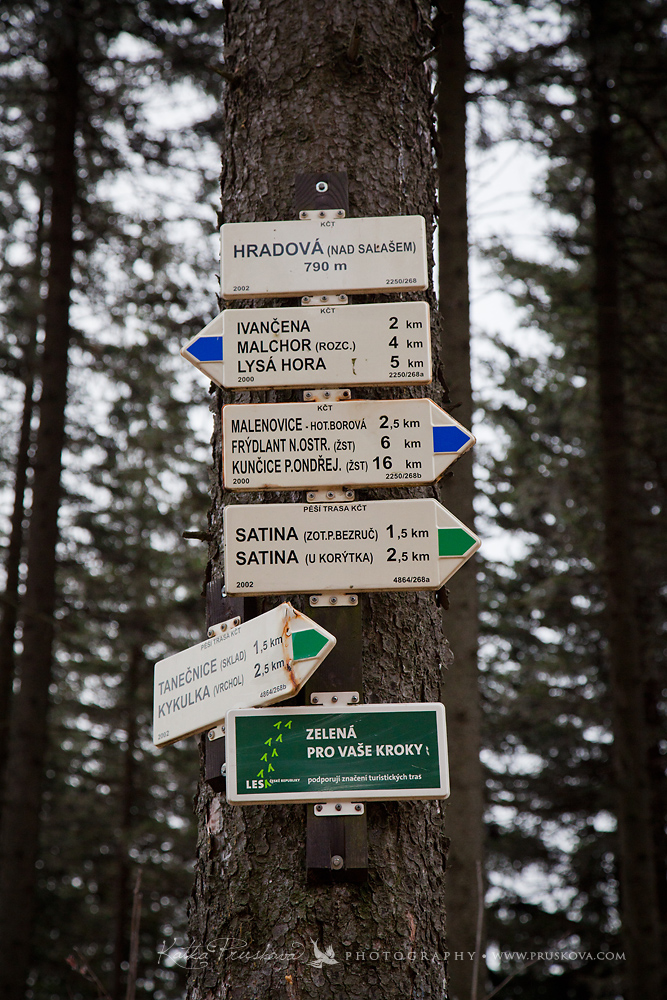 KČT
HRADOVÁ (NAD SALAŠEM)
790 m
2002 2250/268
KČT
IVANČENA 2 km
MALCHOR (ROZC.) 4 km
LYSÁ HORA 5 km
2000 2250/268a
KČT
MALENOVICE - HOT.BOROVÁ 2,5 km
FRÝDLANT N.OSTR. (ŽST) 6 km
KUNČICE P.ONDŘEJ. (ŽST) 16 km
2000 2250/268b
PĚŠÍ TRASA KČT
SATINA (ZOT.P.BEZRUČ) 1,5 km
SATINA (U KORÝTKA) 2,5 km
2002 4864/268a
PĚŠÍ TRASA KČT
TANEČNICE (SKLAD) 1,5 km
KYKULKA (VRCHOL) 2,5 km
2002 4864/268b
ZELENÁ
PRO VAŠE KROKY
LESY ČESKÉ REPUBLIKY podporují značení turistických tras
Katka Pruskova PHOTOGRAPHY • WWW.PRUSKOVA.COM